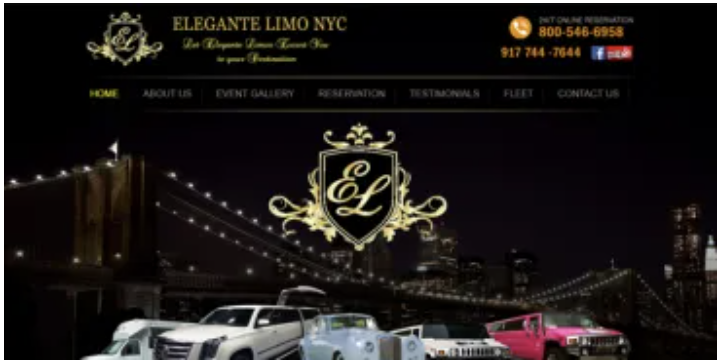 EL
ELEGANTE LIMO NYC
Let Elegante Limos Escort You
to your Destination
24/7 ONLINE RESERVATION
800-546-6958
917 744 -7644
f
HOME ABOUT US EVENT GALLERY RESERVATION TESTIMONIALS FLEET CONTACT US
EL